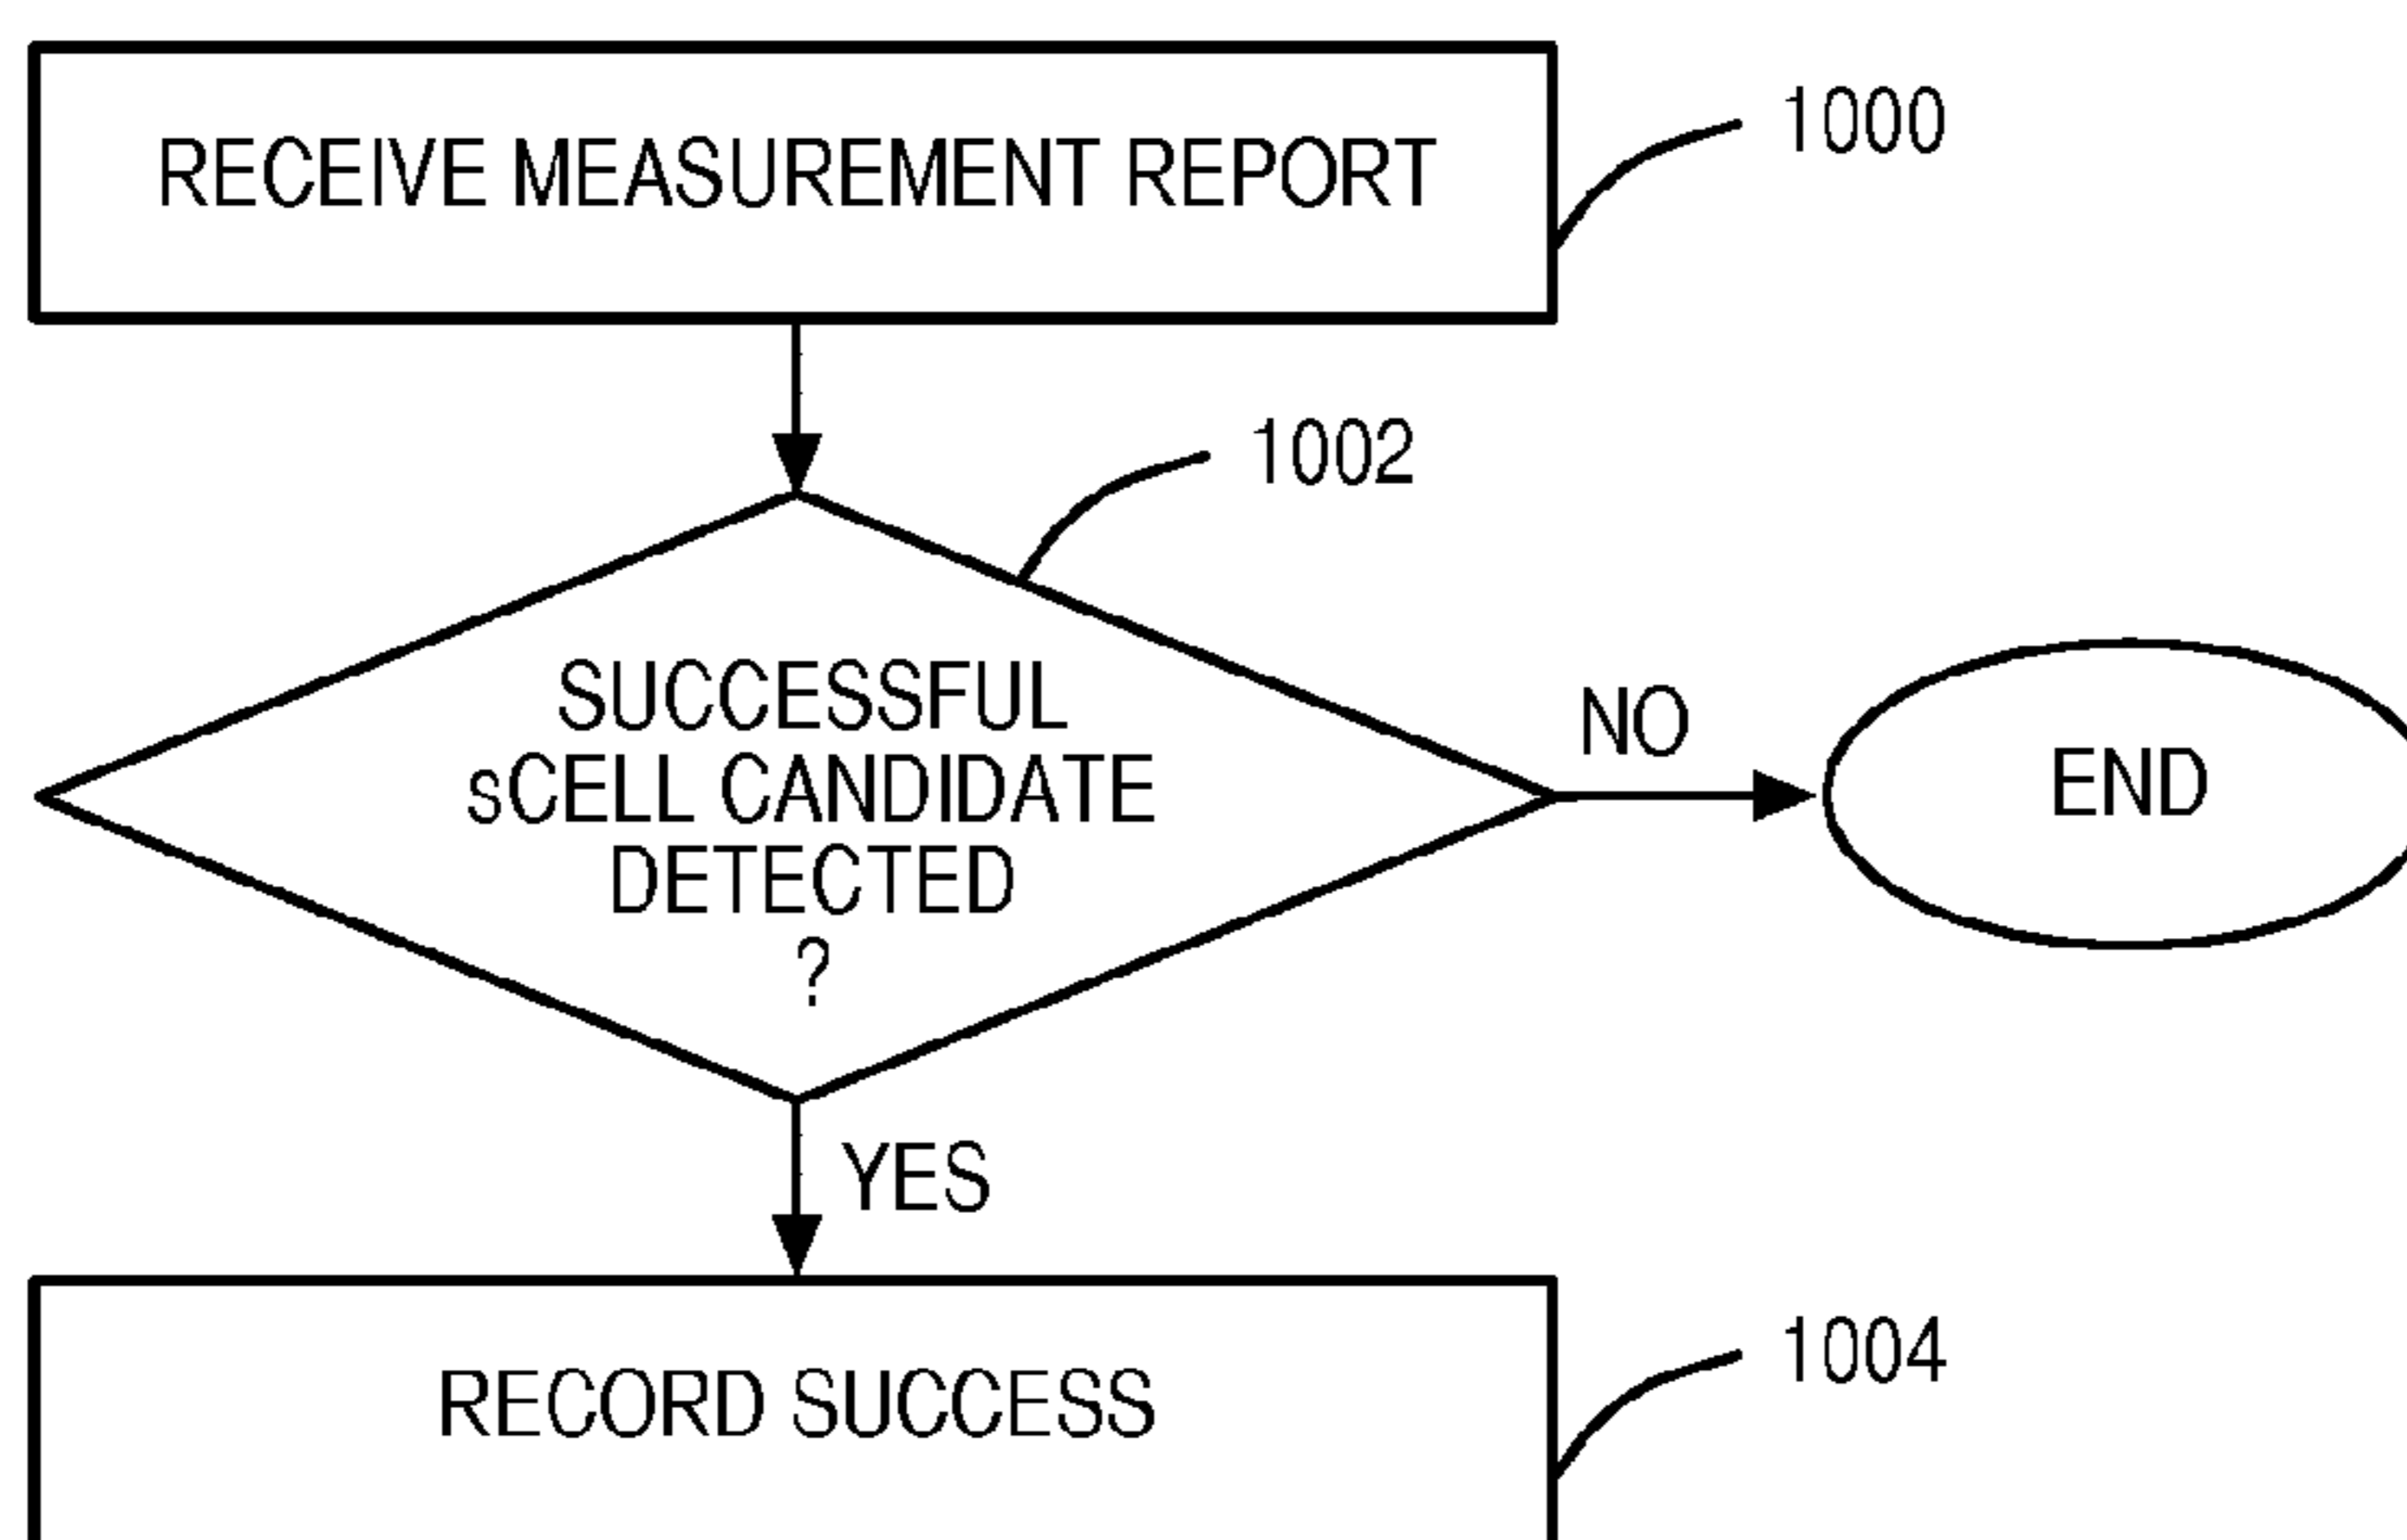 RECEIVE MEASUREMENT REPORT
1000
1002
SUCCESSFUL
sCELL CANDIDATE
DETECTED
?
NO
END
YES
RECORD SUCCESS
1004